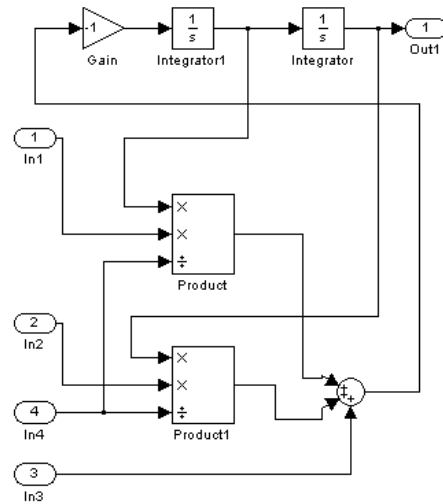 -1
Gain
1
s
Integrator1
1
s
Integrator
1
Out1
1
In1
×
×
÷
Product
2
In2
×
×
÷
Product1
4
In4
+
+
+
3
In3